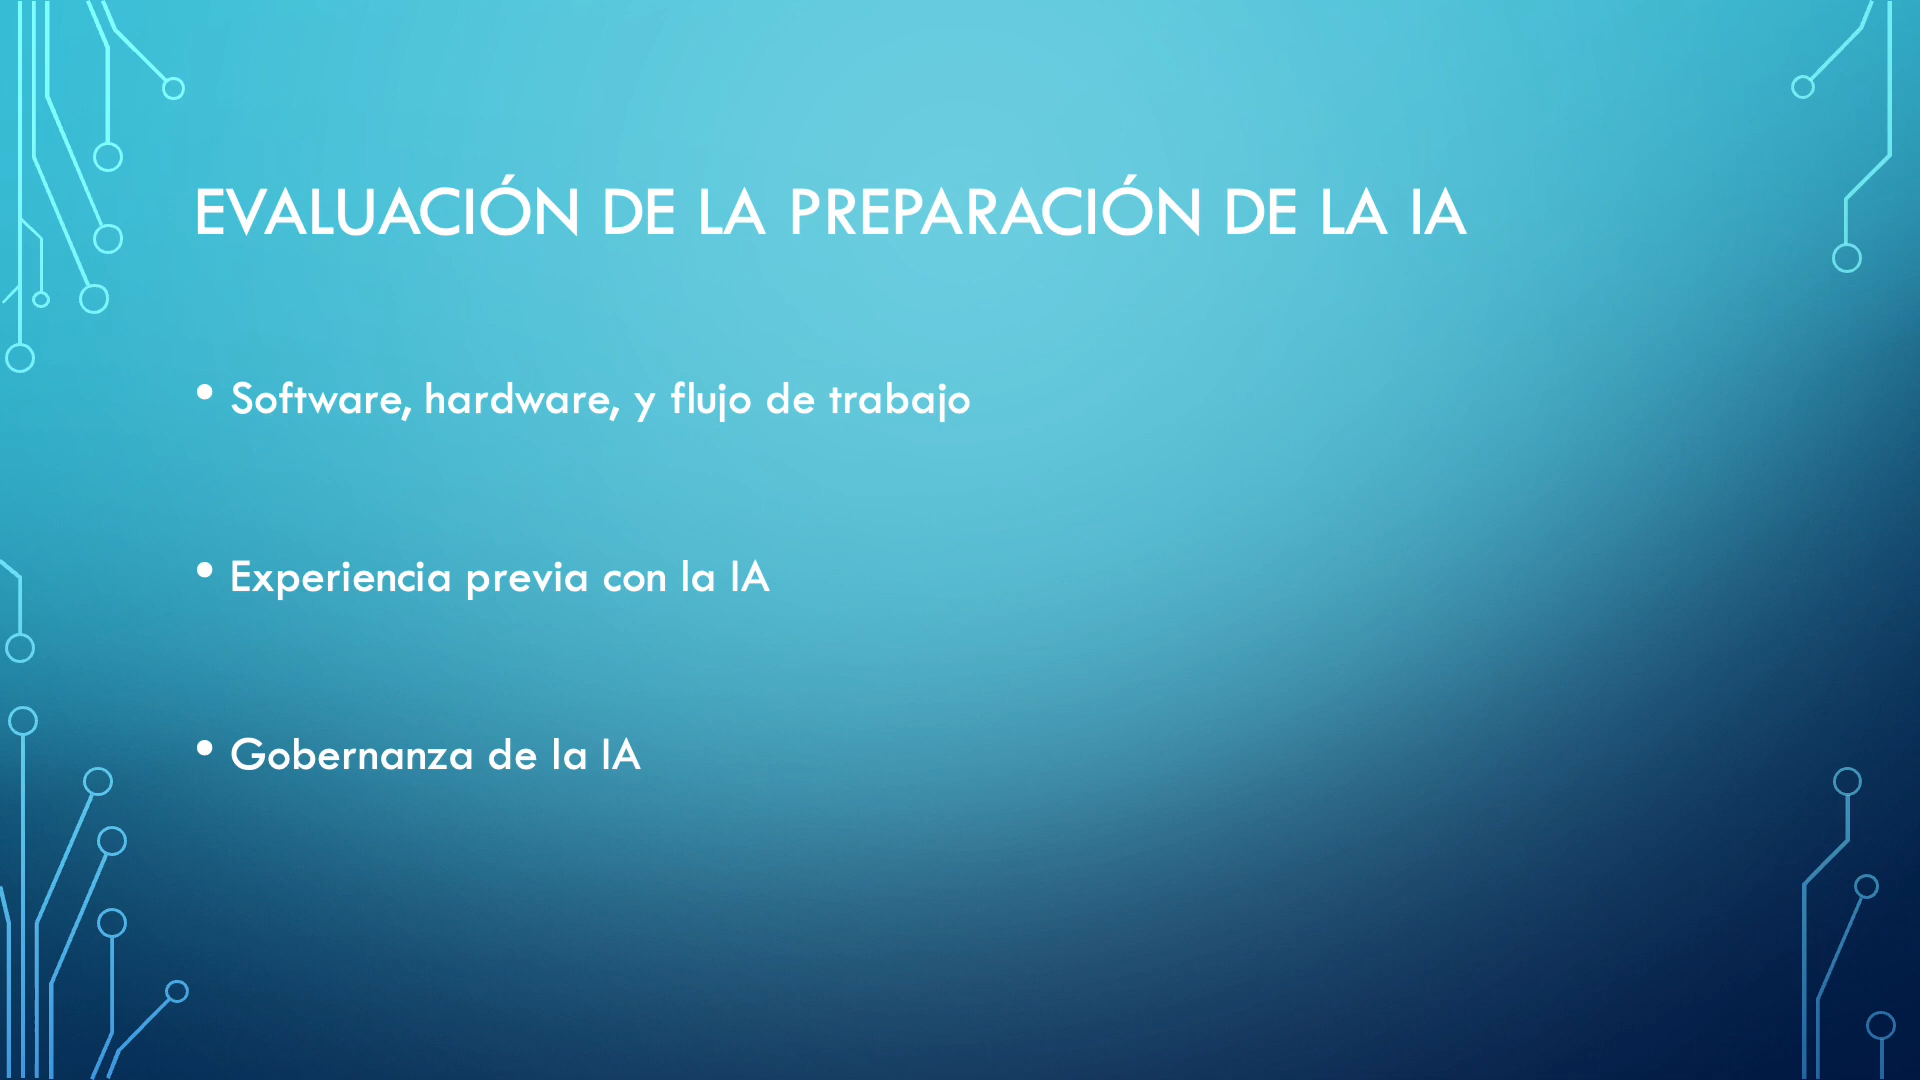 EVALUACIÓN DE LA PREPARACIÓN DE LA IA
• Software, hardware, y flujo de trabajo
• Experiencia previa con la IA
• Gobernanza de la IA